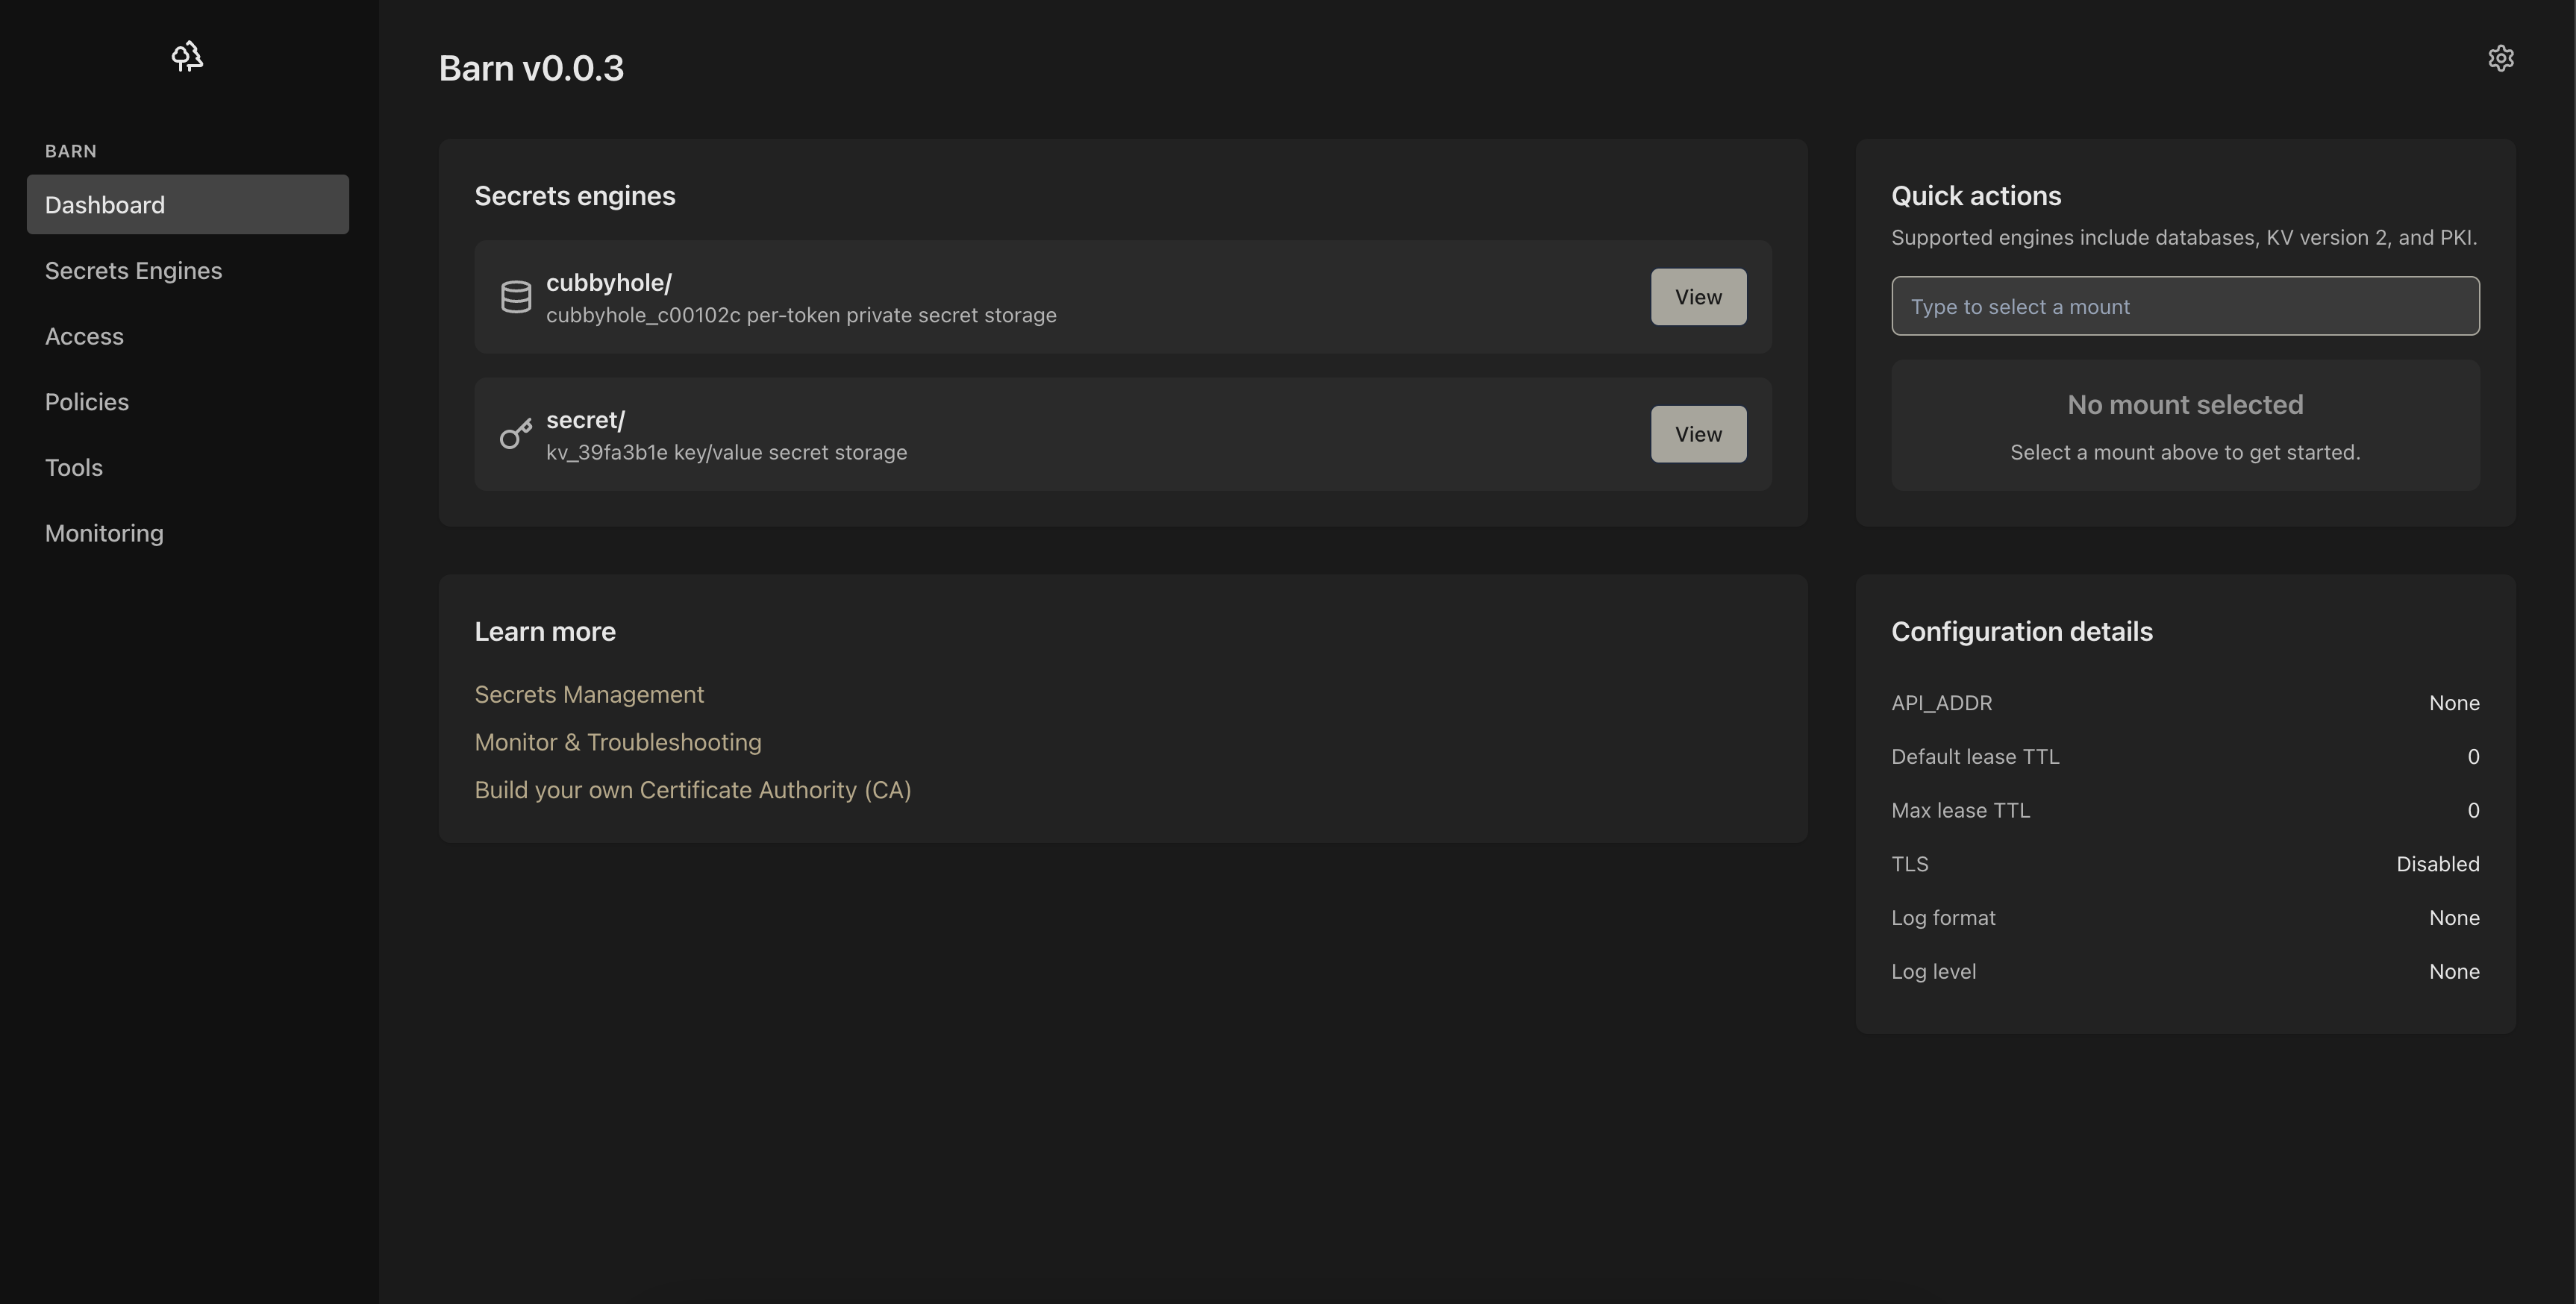 BARN
Dashboard
Secrets Engines
Access
Policies
Tools
Monitoring
Barn v0.0.3
Secrets engines
cubbyhole/
cubbyhole_c00102c per-token private secret storage
View
secret/
kv_39fa3b1e key/value secret storage
View
Quick actions
Supported engines include databases, KV version 2, and PKI.
Type to select a mount
No mount selected
Select a mount above to get started.
Learn more
Secrets Management
Monitor & Troubleshooting
Build your own Certificate Authority (CA)
Configuration details
API_ADDR None
Default lease TTL 0
Max lease TTL 0
TLS Disabled
Log format None
Log level None